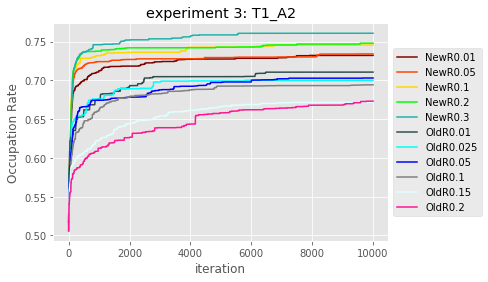 experiment 3: T1_A2
Occupation Rate
0.75
0.70
0.65
0.60
0.55
0.50
0
2000
4000
6000
8000
10000
iteration
NewR0.01
NewR0.05
NewR0.1
NewR0.2
NewR0.3
OldR0.01
OldR0.025
OldR0.05
OldR0.1
OldR0.15
OldR0.2